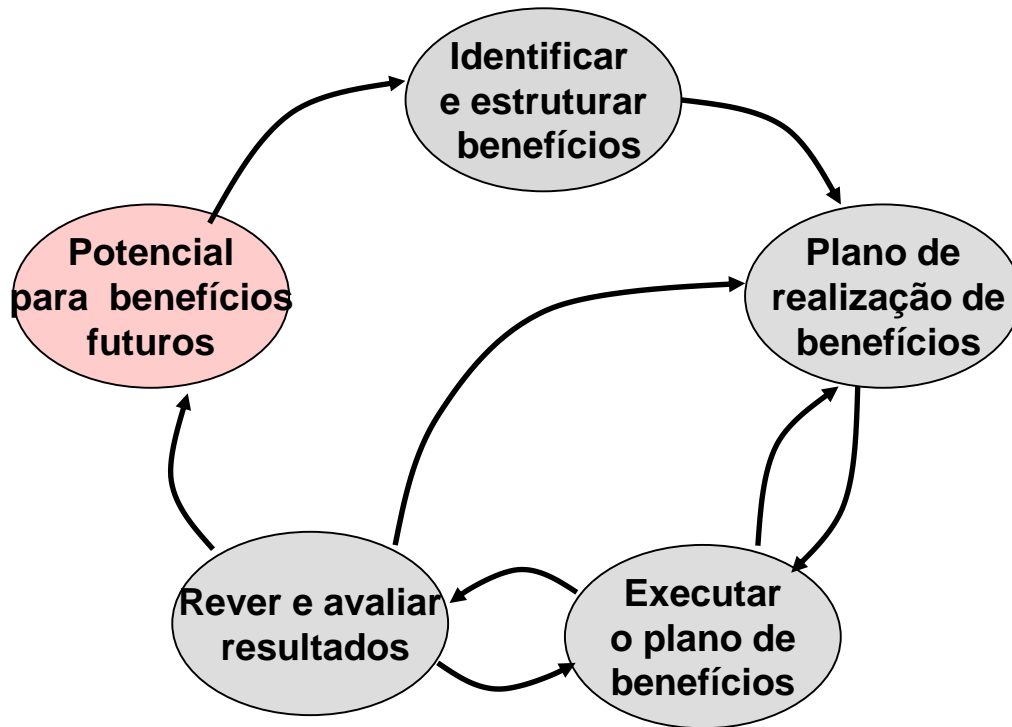 Identificar
e estruturar
benefícios
Potencial
para benefícios
futuros
Plano de
realização de
benefícios
Rever e avaliar
resultados
Executar
o plano de
benefícios